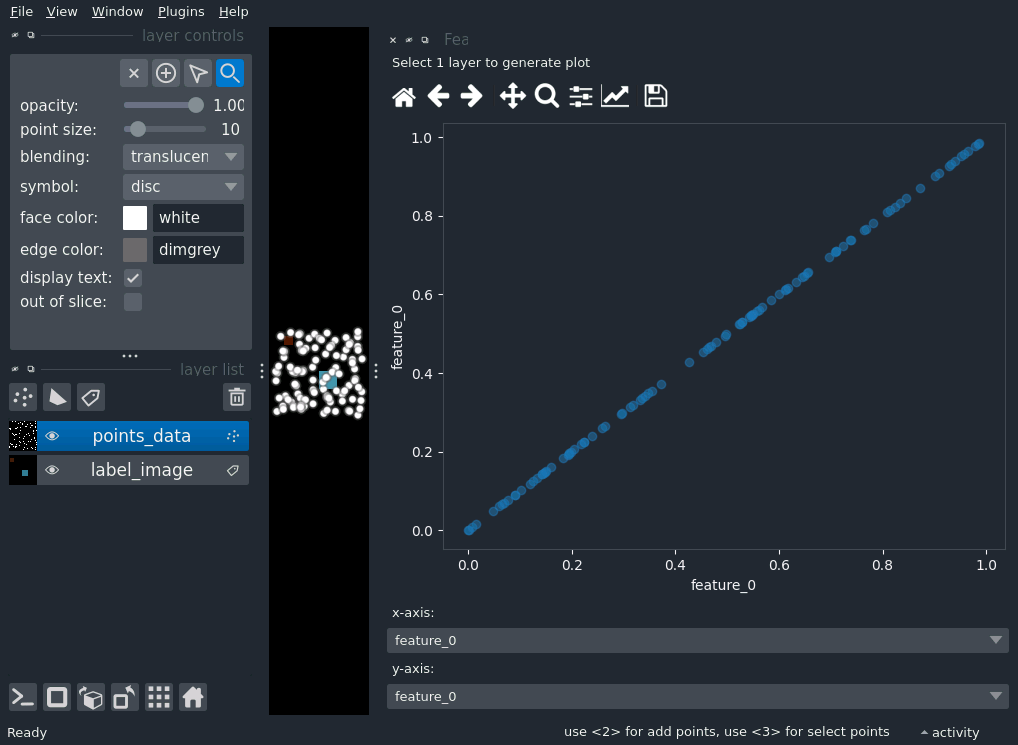 File View Window Plugins Help
layer controls
opacity: 1.00
point size: 10
blending: translucen
symbol: disc
face color: white
edge color: dimgrey
display text:
out of slice:
layer list
points_data
label_image
Fea
Select 1 layer to generate plot
1.0
0.8
0.6
0.4
0.2
0.0
feature_0
0.0 0.2 0.4 0.6 0.8 1.0
feature_0
x-axis:
feature_0
y-axis:
feature_0
Ready
use <2> for add points, use <3> for select points
activity